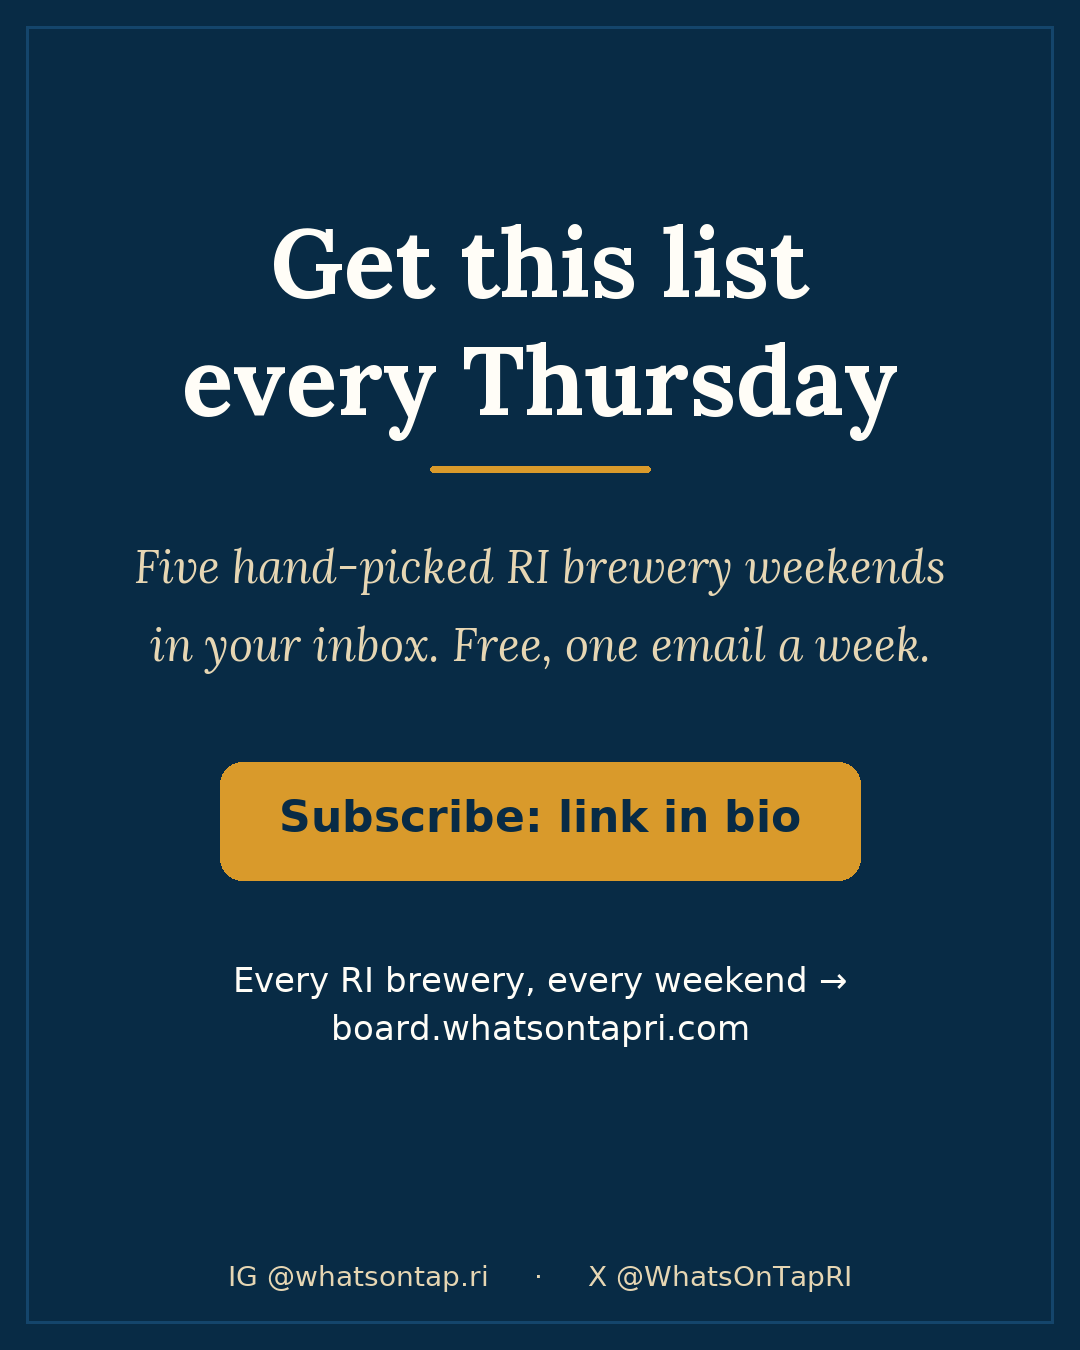 Get this list
every Thursday
Five hand-picked RI brewery weekends
in your inbox. Free, one email a week.
Subscribe: link in bio
Every RI brewery, every weekend →
board.whatsontapri.com
IG @whatsontap.ri · X @WhatsOnTapRI